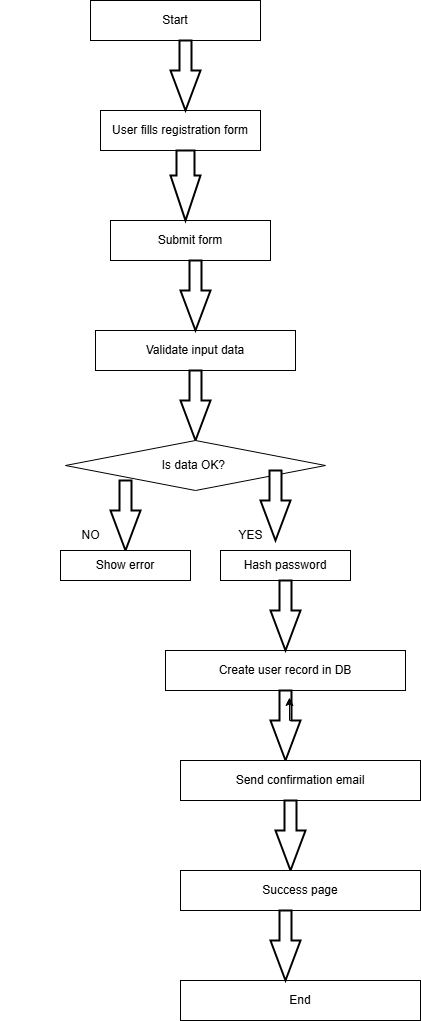 Start
User fills registration form
Submit form
Validate input data
Is data OK?
NO
YES
Show error
Hash password
Create user record in DB
Send confirmation email
Success page
End